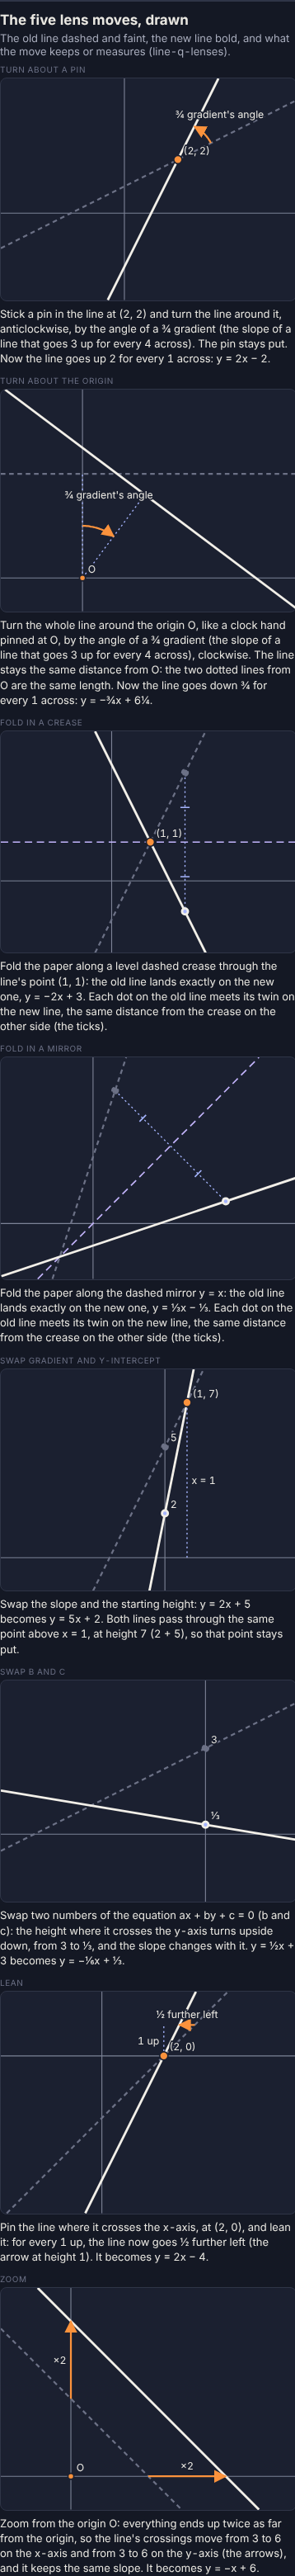 The five lens moves, drawn
The old line dashed and faint, the new line bold, and what
the move keeps or measures (line-q-lenses).
TURN ABOUT A PIN
¾ gradient's angle
(2, 2)
Stick a pin in the line at (2, 2) and turn the line around it,
anticlockwise, by the angle of a ¾ gradient (the slope of a
line that goes 3 up for every 4 across). The pin stays put.
Now the line goes up 2 for every 1 across: y = 2x − 2.
TURN ABOUT THE ORIGIN
¾ gradient's angle
O
Turn the whole line around the origin O, like a clock hand
pinned at O, by the angle of a ¾ gradient (the slope of a
line that goes 3 up for every 4 across), clockwise. The line
stays the same distance from O: the two dotted lines from
O are the same length. Now the line goes down ¾ for
every 1 across: y = −¾x + 6¼.
FOLD IN A CREASE
(1, 1)
Fold the paper along a level dashed crease through the
line's point (1, 1): the old line lands exactly on the new
one, y = −2x + 3. Each dot on the old line meets its twin on
the new line, the same distance from the crease on the
other side (the ticks).
FOLD IN A MIRROR
Fold the paper along the dashed mirror y = x: the old line
lands exactly on the new one, y = ⅓x − ⅓. Each dot on the
old line meets its twin on the new line, the same distance
from the crease on the other side (the ticks).
SWAP GRADIENT AND Y-INTERCEPT
(1, 7)
5
x = 1
2
Swap the slope and the starting height: y = 2x + 5
becomes y = 5x + 2. Both lines pass through the same
point above x = 1, at height 7 (2 + 5), so that point stays
put.
SWAP B AND C
3
⅓
Swap two numbers of the equation ax + by + c = 0 (b and
c): the height where it crosses the y-axis turns upside
down, from 3 to ⅓, and the slope changes with it. y = ½x +
3 becomes y = −⅙x + ⅓.
LEAN
½ further left
1 up
(2, 0)
Pin the line where it crosses the x-axis, at (2, 0), and lean
it: for every 1 up, the line now goes ½ further left (the
arrow at height 1). It becomes y = 2x − 4.
ZOOM
×2
O
×2
Zoom from the origin O: everything ends up twice as far
from the origin, so the line's crossings move from 3 to 6
on the x-axis and from 3 to 6 on the y-axis (the arrows),
and it keeps the same slope. It becomes y = −x + 6.